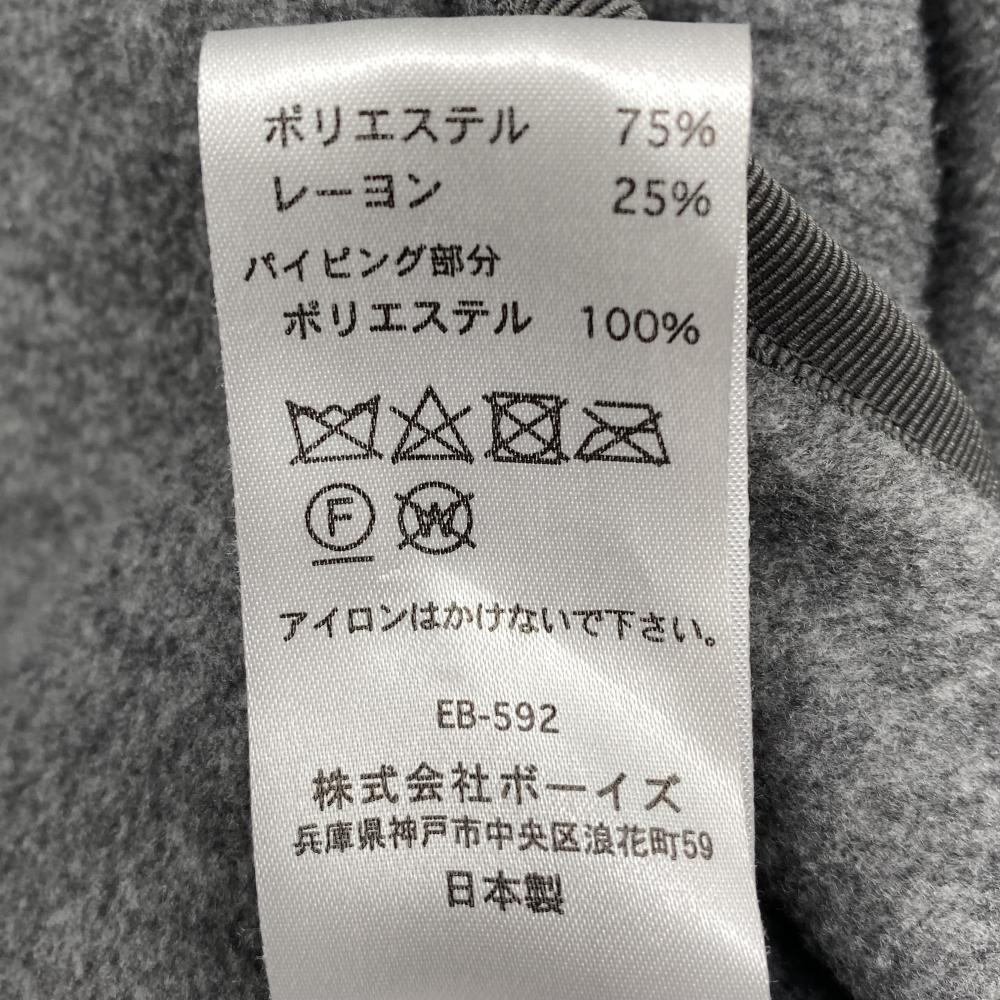 ポリエステル 75%
レーヨン 25%
パイピング部分
ポリエステル 100%
F W
アイロンはかけないで下さい。
EB-592
株式会社ボーイズ
兵庫県神戸市中央区浪花町59
日本製